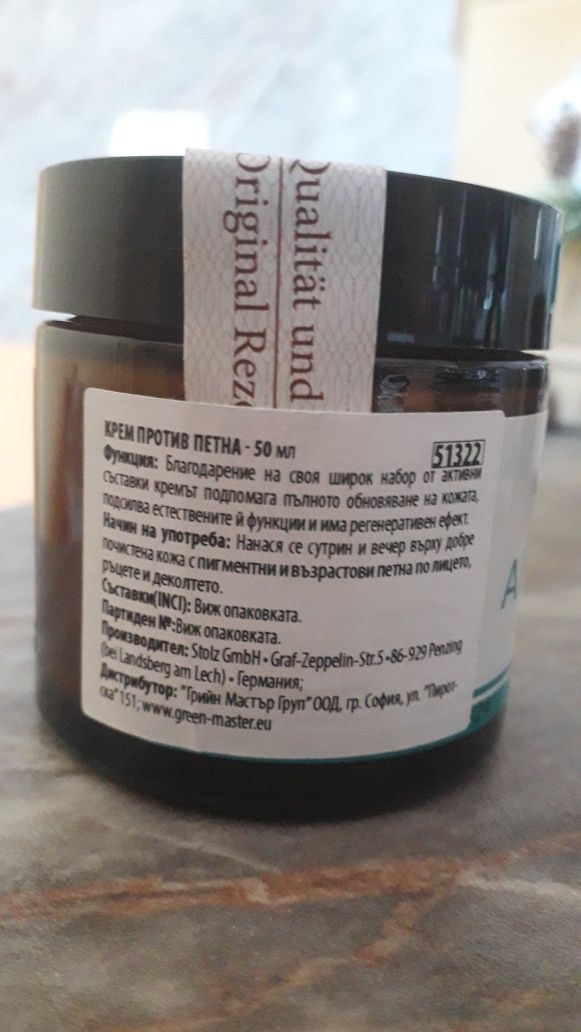 Qualität und
Original Reze
КРЕМ ПРОТИВ ПЕТНА - 50 мл
51322
Функция: Благодарение на своя широк набор от активни
съставки кремът подпомага пълното обновяване на кожата,
подсилва естествените й функции и има регенеративен ефект.
Начин на употреба: Нанася се сутрин и вечер върху добре
почистена кожа с пигментни и възрастови петна по лицето,
ръцете и деколтето.
Съставки(INCI): Виж опаковката.
Партиден №:Виж опаковката.
Производител: Stolz GmbH • Graf-Zeppelin-Str.5 •86-929 Penzing
(bei Landsberg am Lech) • Германия;
Дистрибутор: "Грийн Мастър Груп" ООД, гр. София, ул. "Пирот-
ска" 151; www.green-master.eu
A